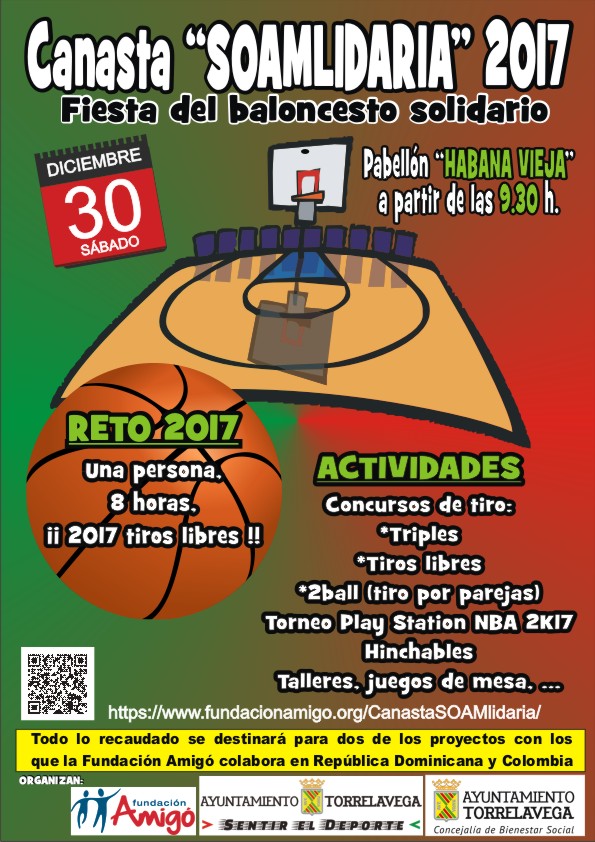 Canasta "SOAMLIDARIA" 2017
Fiesta del baloncesto solidario
DICIEMBRE
30
SÁBADO
Pabellón "HABANA VIEJA"
a partir de las 9.30 h.
RETO 2017
Una persona,
8 horas,
¡¡ 2017 tiros libres !!
ACTIVIDADES
Concursos de tiro:
*Triples
*Tiros libres
*2ball (tiro por parejas)
Torneo Play Station NBA 2K17
Hinchables
Talleres, juegos de mesa, ...
https://www.fundacionamigo.org/CanastaSOAMlidaria/
Todo lo recaudado se destinará para dos de los proyectos con los
que la Fundación Amigó colabora en República Dominicana y Colombia
ORGANIZAN:
fundación
Amigó
AYUNTAMIENTO TORRELAVEGA
> SENTIR EL DEPORTE <
AYUNTAMIENTO
TORRELAVEGA
Concejalía de Bienestar Social